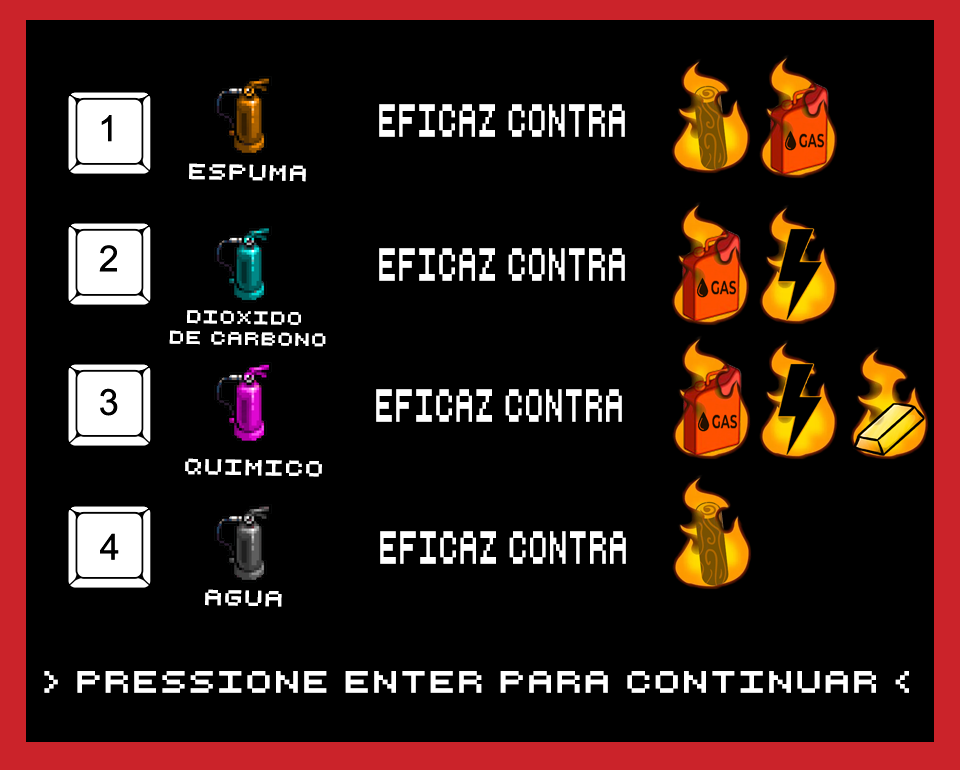 1
ESPUMA
EFICAZ CONTRA
GAS
2
DIOXIDO
DE CARBONO
EFICAZ CONTRA
GAS
3
QUIMICO
EFICAZ CONTRA
GAS
4
AGUA
EFICAZ CONTRA
> PRESSIONE ENTER PARA CONTINUAR <